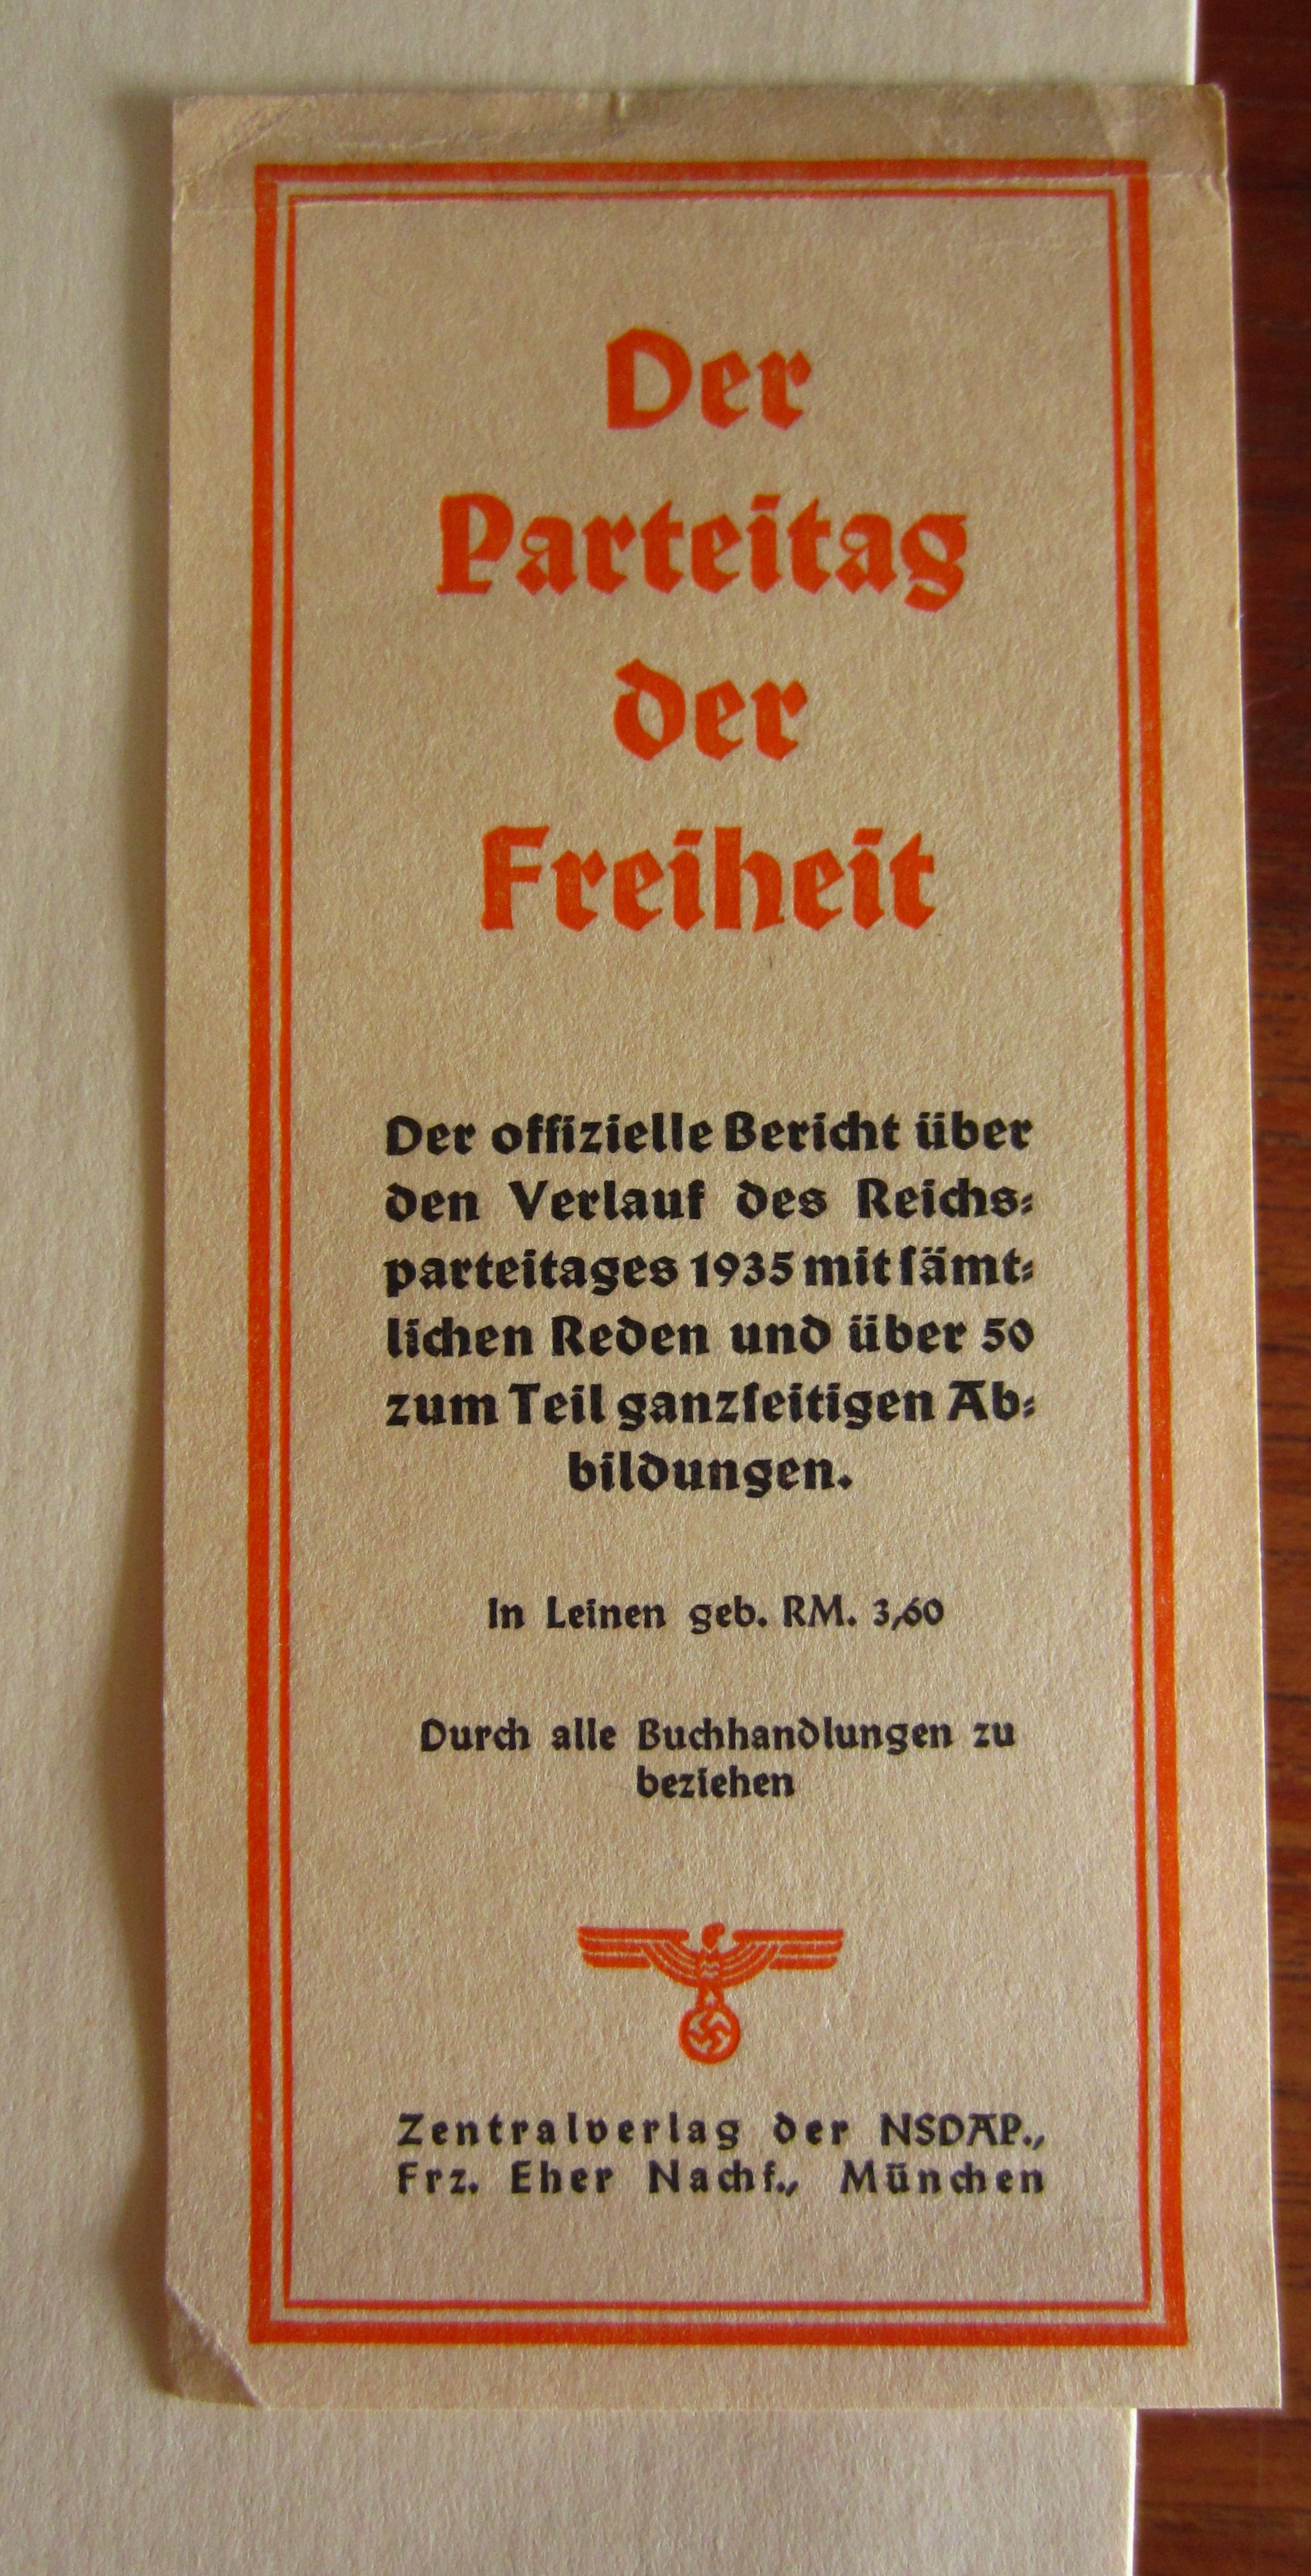 Der
Parteitag
der
Freiheit
Der offizielle Bericht über
den Verlauf des Reichs⸗
parteitages 1935 mit ſämt⸗
lichen Reden und über 50
zum Teil ganzſeitigen Ab⸗
bildungen.
In Leinen geb. RM. 3,60
Durch alle Buchhandlungen zu
beziehen
Zentralverlag der NSDAP.,
Frz. Eher Nachf., München